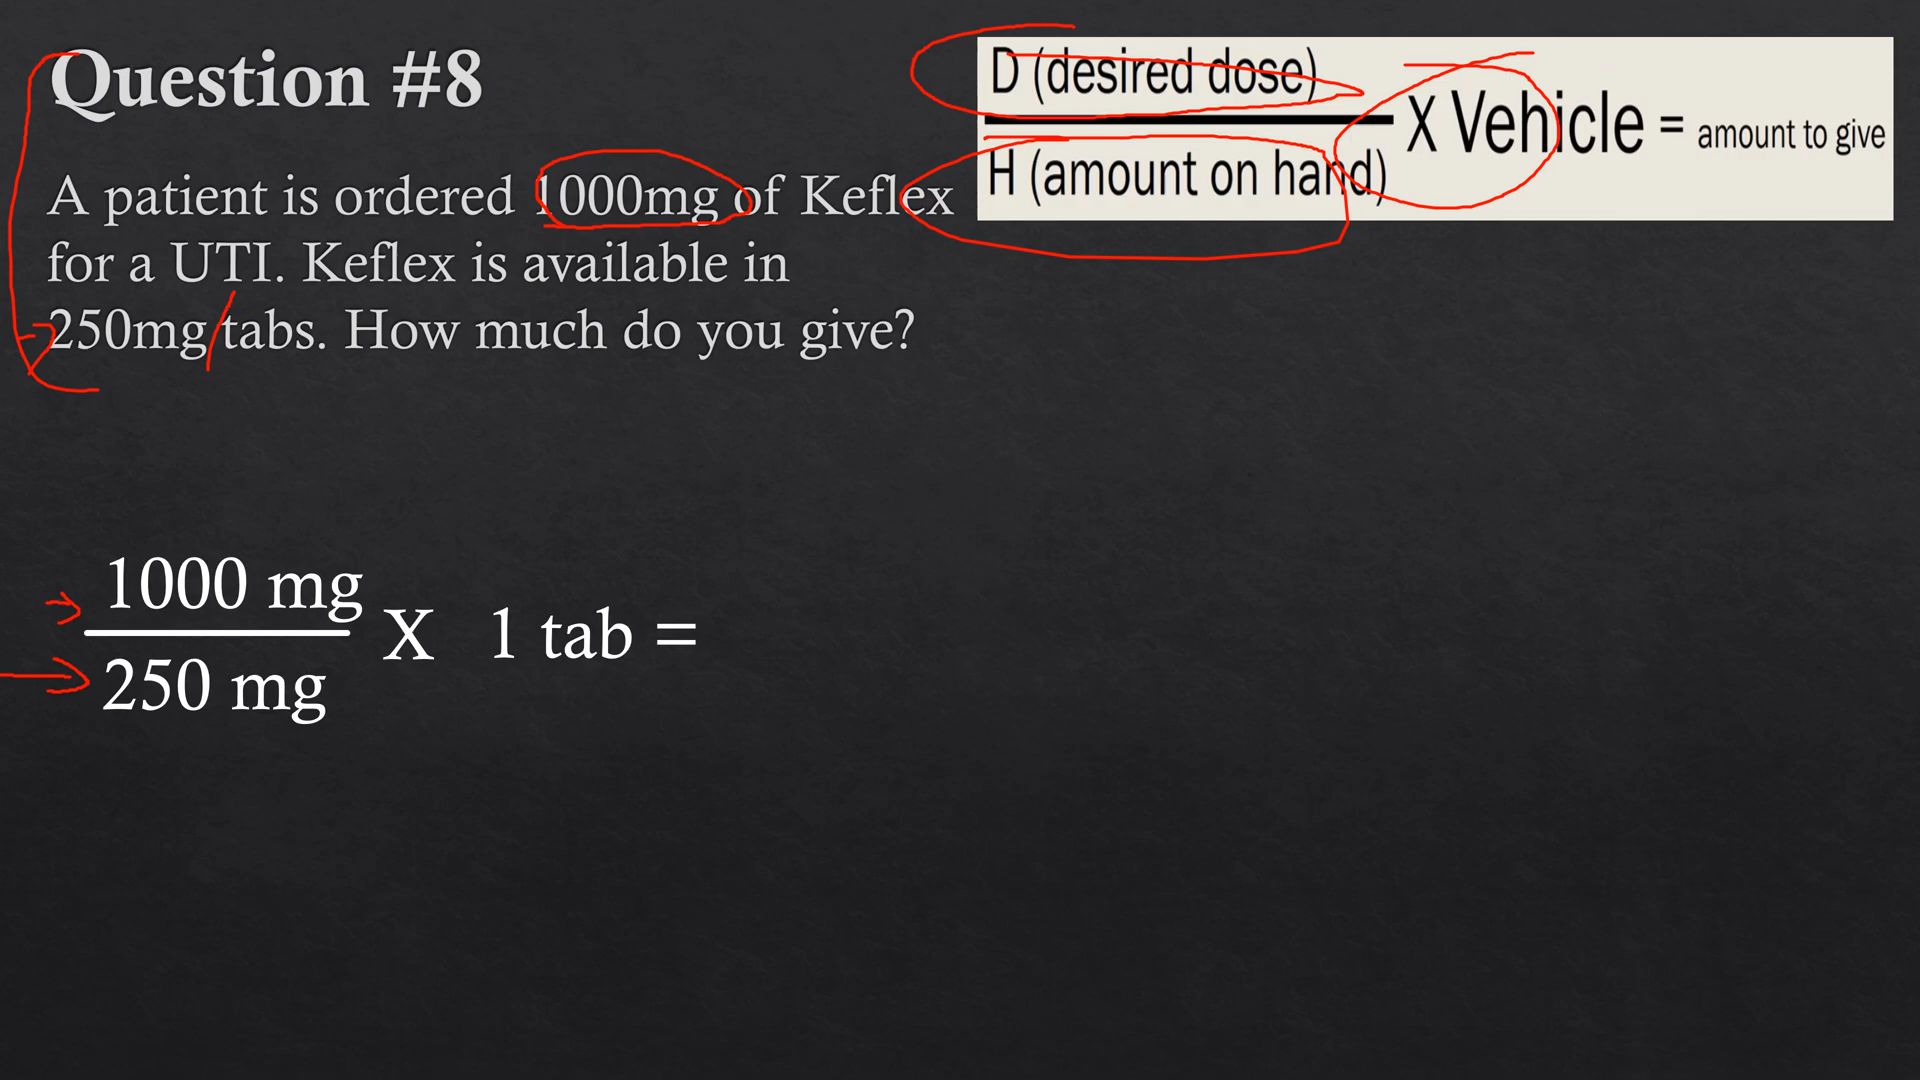 Question #8
A patient is ordered 1000mg of Keflex
for a UTI. Keflex is available in
250mg/tabs. How much do you give?
D (desired dose)
H (amount on hand)
X Vehicle = amount to give
1000 mg
250 mg
X 1 tab =